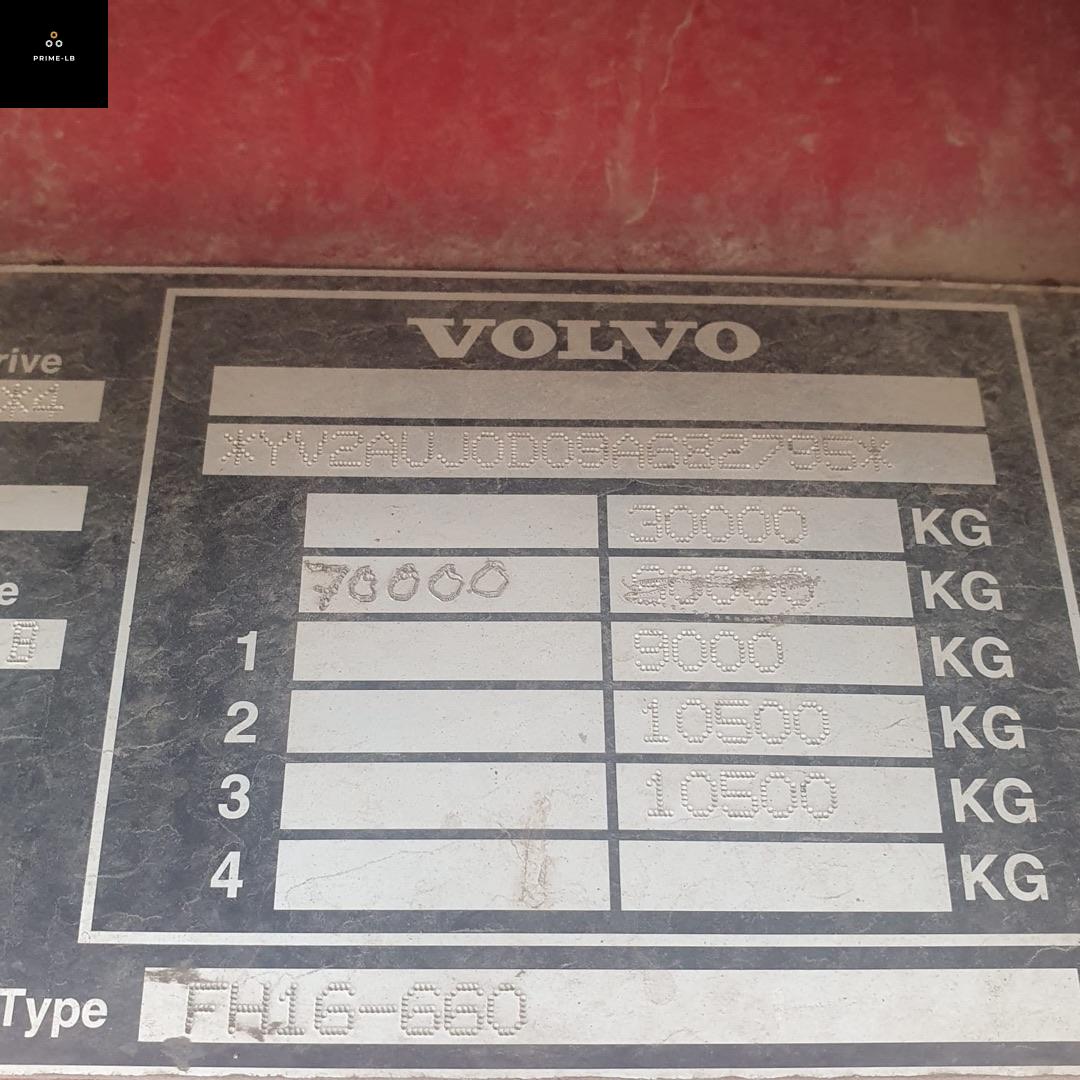 PRIME-LB
VOLVO
rive
*4
*YV2AUJ0D09A682795*
30000 KG
70000 KG
e
B
1 9000 KG
2 10500 KG
3 10500 KG
4 KG
Type FH16-660